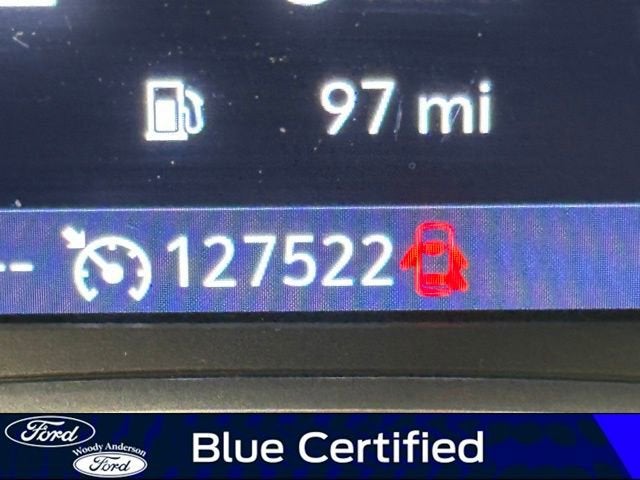 97 mi
--
127522
Ford
Woody Anderson
Ford
Blue Certified